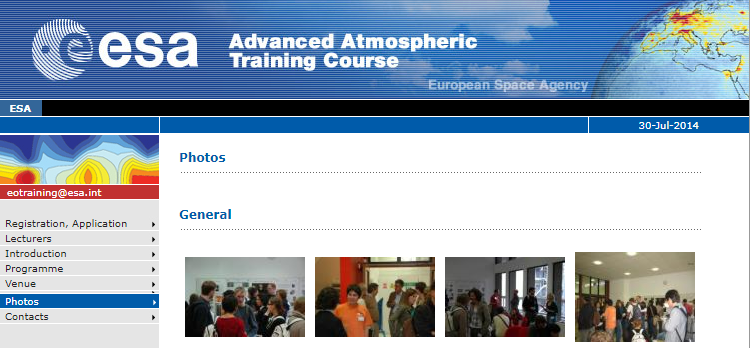 esa
Advanced Atmospheric
Training Course
European Space Agency
ESA
30-Jul-2014
eotraining@esa.int
Registration, Application
Lecturers
Introduction
Programme
Venue
Photos
Contacts
Photos
General